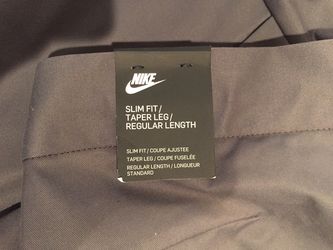 NIKE
SLIM FIT/
TAPER LEG/
REGULAR LENGTH
SLIM FIT/COUPE AJUSTEE
TAPER LEG/COUPE FUSELÉE
REGULAR LENGTH/LONGUEUR
STANDARD